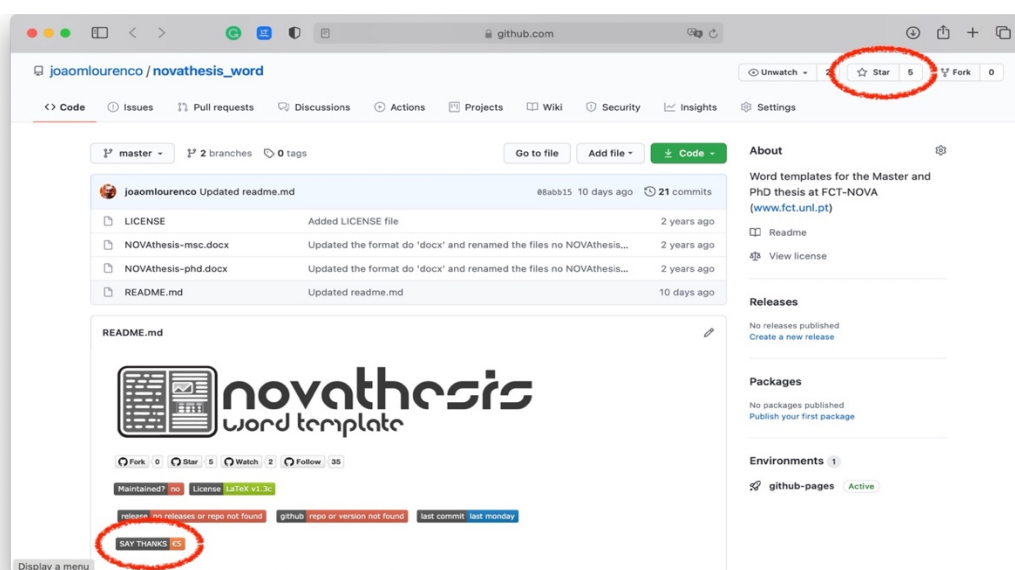 github.com
joaomlourenco / novathesis_word
Unwatch 2 Star 5 Fork 0
Code Issues Pull requests Discussions Actions Projects Wiki Security Insights Settings
master 2 branches 0 tags Go to file Add file Code
About
Word templates for the Master and
PhD thesis at FCT-NOVA
(www.fct.unl.pt)
Readme
View license
joaomlourenco Updated readme.md 08abb15 10 days ago 21 commits
LICENSE Added LICENSE file 2 years ago
NOVAthesis-msc.docx Updated the format do 'docx' and renamed the files no NOVAthesis... 2 years ago
NOVAthesis-phd.docx Updated the format do 'docx' and renamed the files no NOVAthesis... 2 years ago
README.md Updated readme.md 10 days ago
Releases
No releases published
Create a new release
README.md
novathesis
word template
Packages
No packages published
Publish your first package
Fork 0 Star 5 Watch 2 Follow 35
Maintained? no License LaTeX v1.3c
release no releases or repo not found github repo or version not found last commit last monday
SAY THANKS €5
Environments 1
github-pages Active
Display a menu